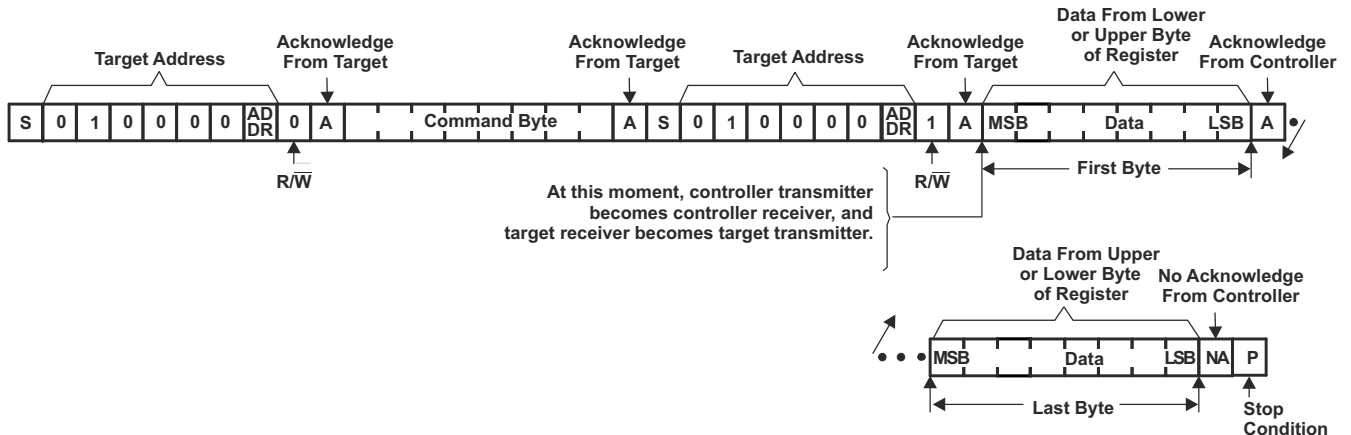 Target Address
Acknowledge
From Target
Acknowledge
From Target
Target Address
Acknowledge
From Target
Data From Lower
or Upper Byte
of Register
Acknowledge
From Controller
S 0 1 0 0 0 0 AD DR 0 A Command Byte A S 0 1 0 0 0 0 AD DR 1 A MSB Data LSB A
R/W̅
R/W̅
First Byte
At this moment, controller transmitter
becomes controller receiver, and
target receiver becomes target transmitter.
Data From Upper
or Lower Byte
of Register
No Acknowledge
From Controller
MSB Data LSB NA P
Last Byte
Stop
Condition